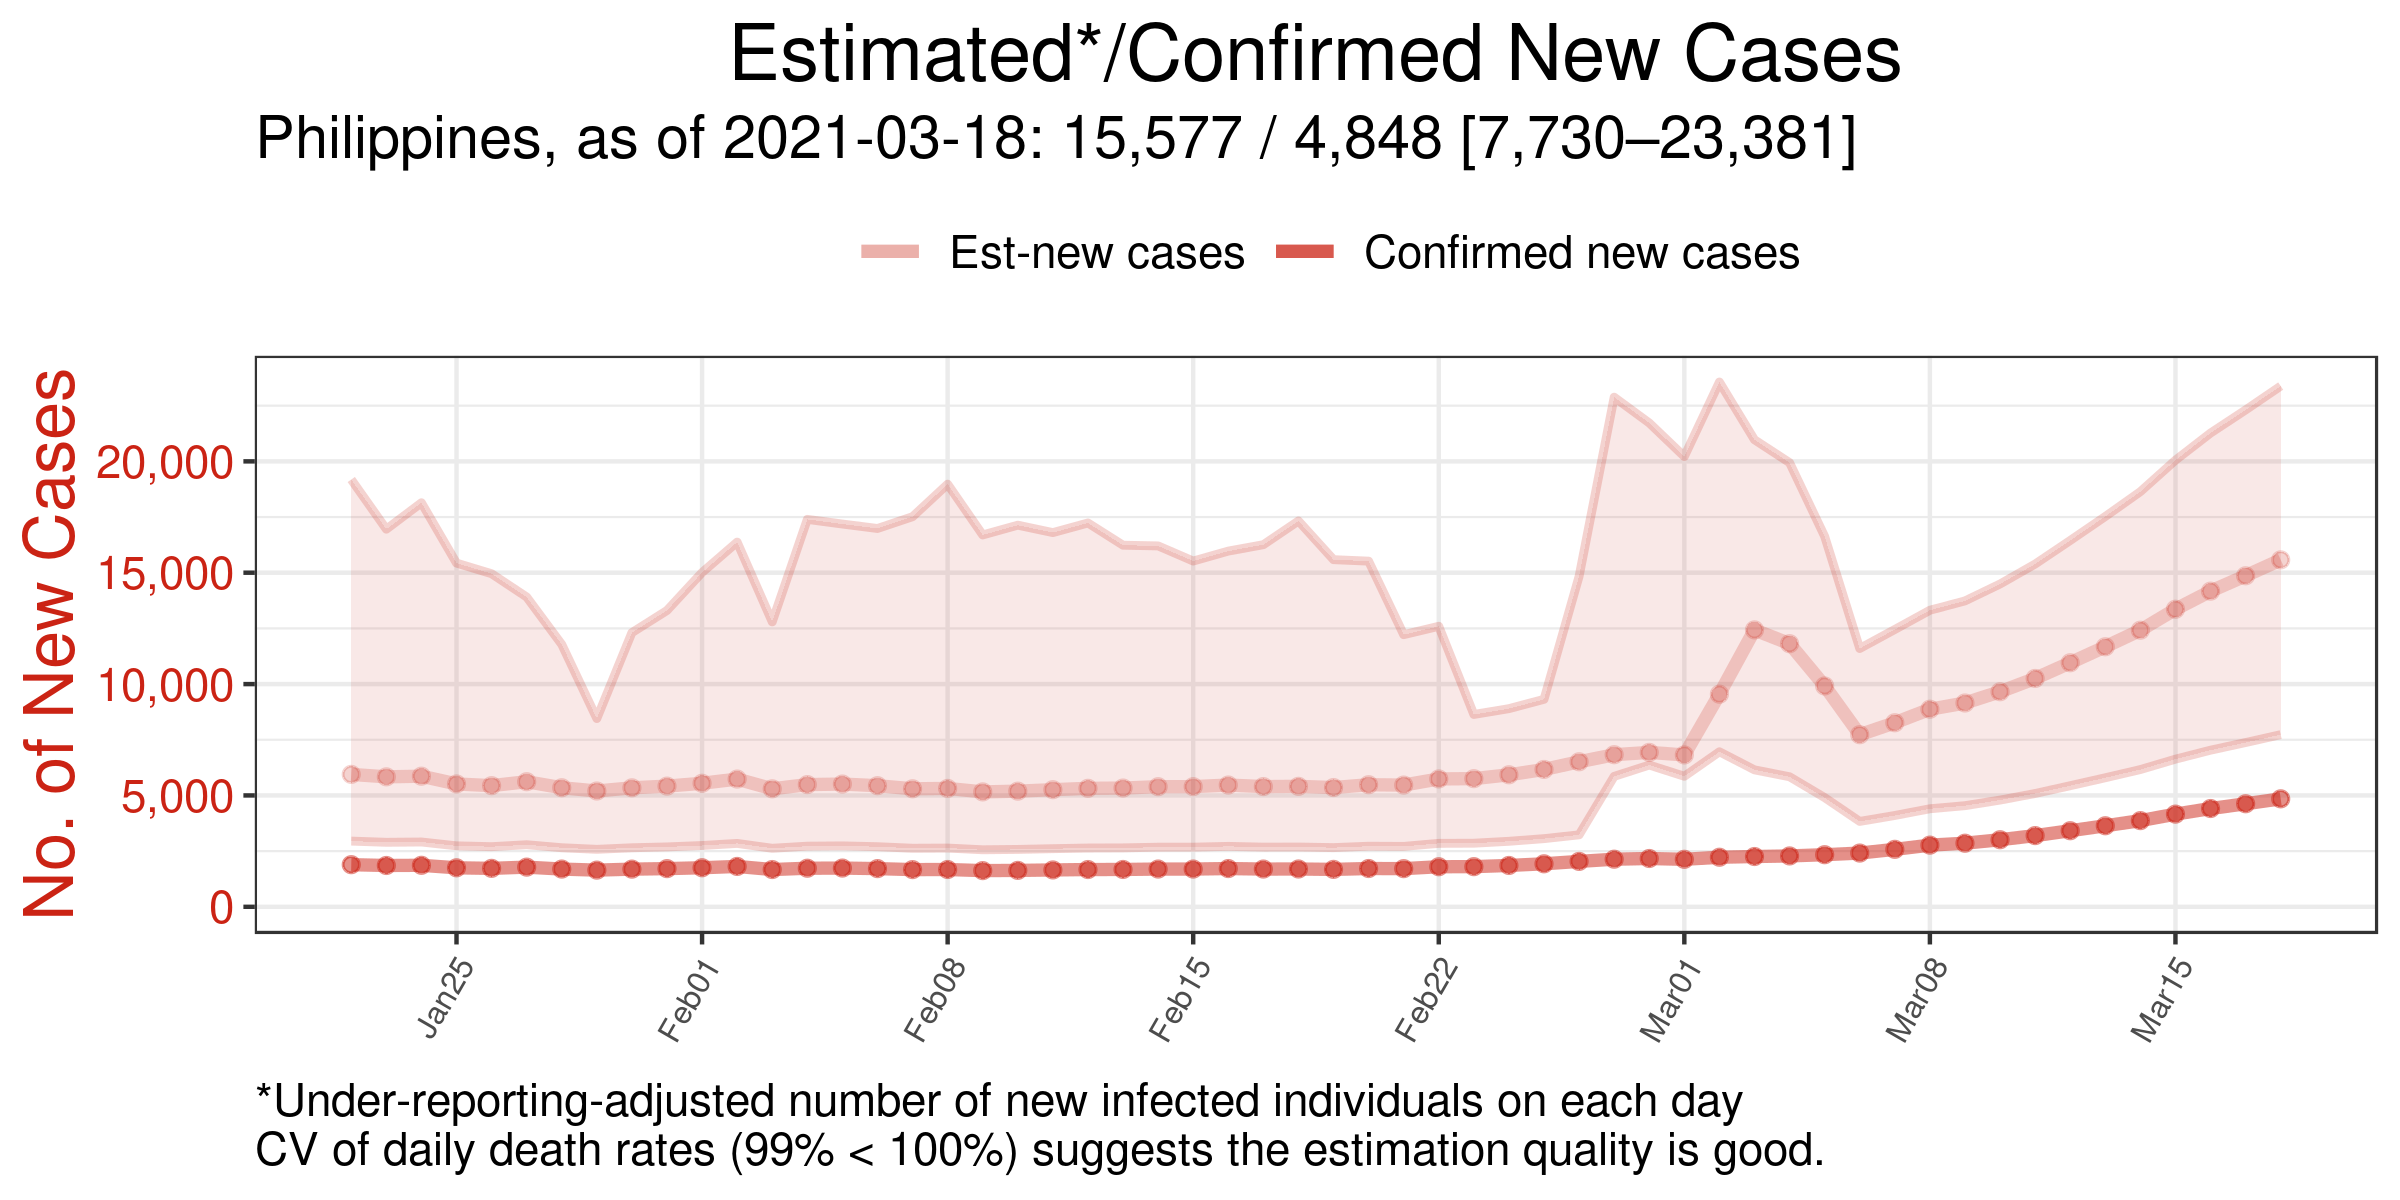 Estimated*/Confirmed New Cases
Philippines, as of 2021-03-18: 15,577 / 4,848 [7,730–23,381]
Est-new cases
Confirmed new cases
No. of New Cases
20,000
15,000
10,000
5,000
0
Jan25
Feb01
Feb08
Feb15
Feb22
Mar01
Mar08
Mar15
*Under-reporting-adjusted number of new infected individuals on each day
CV of daily death rates (99% < 100%) suggests the estimation quality is good.